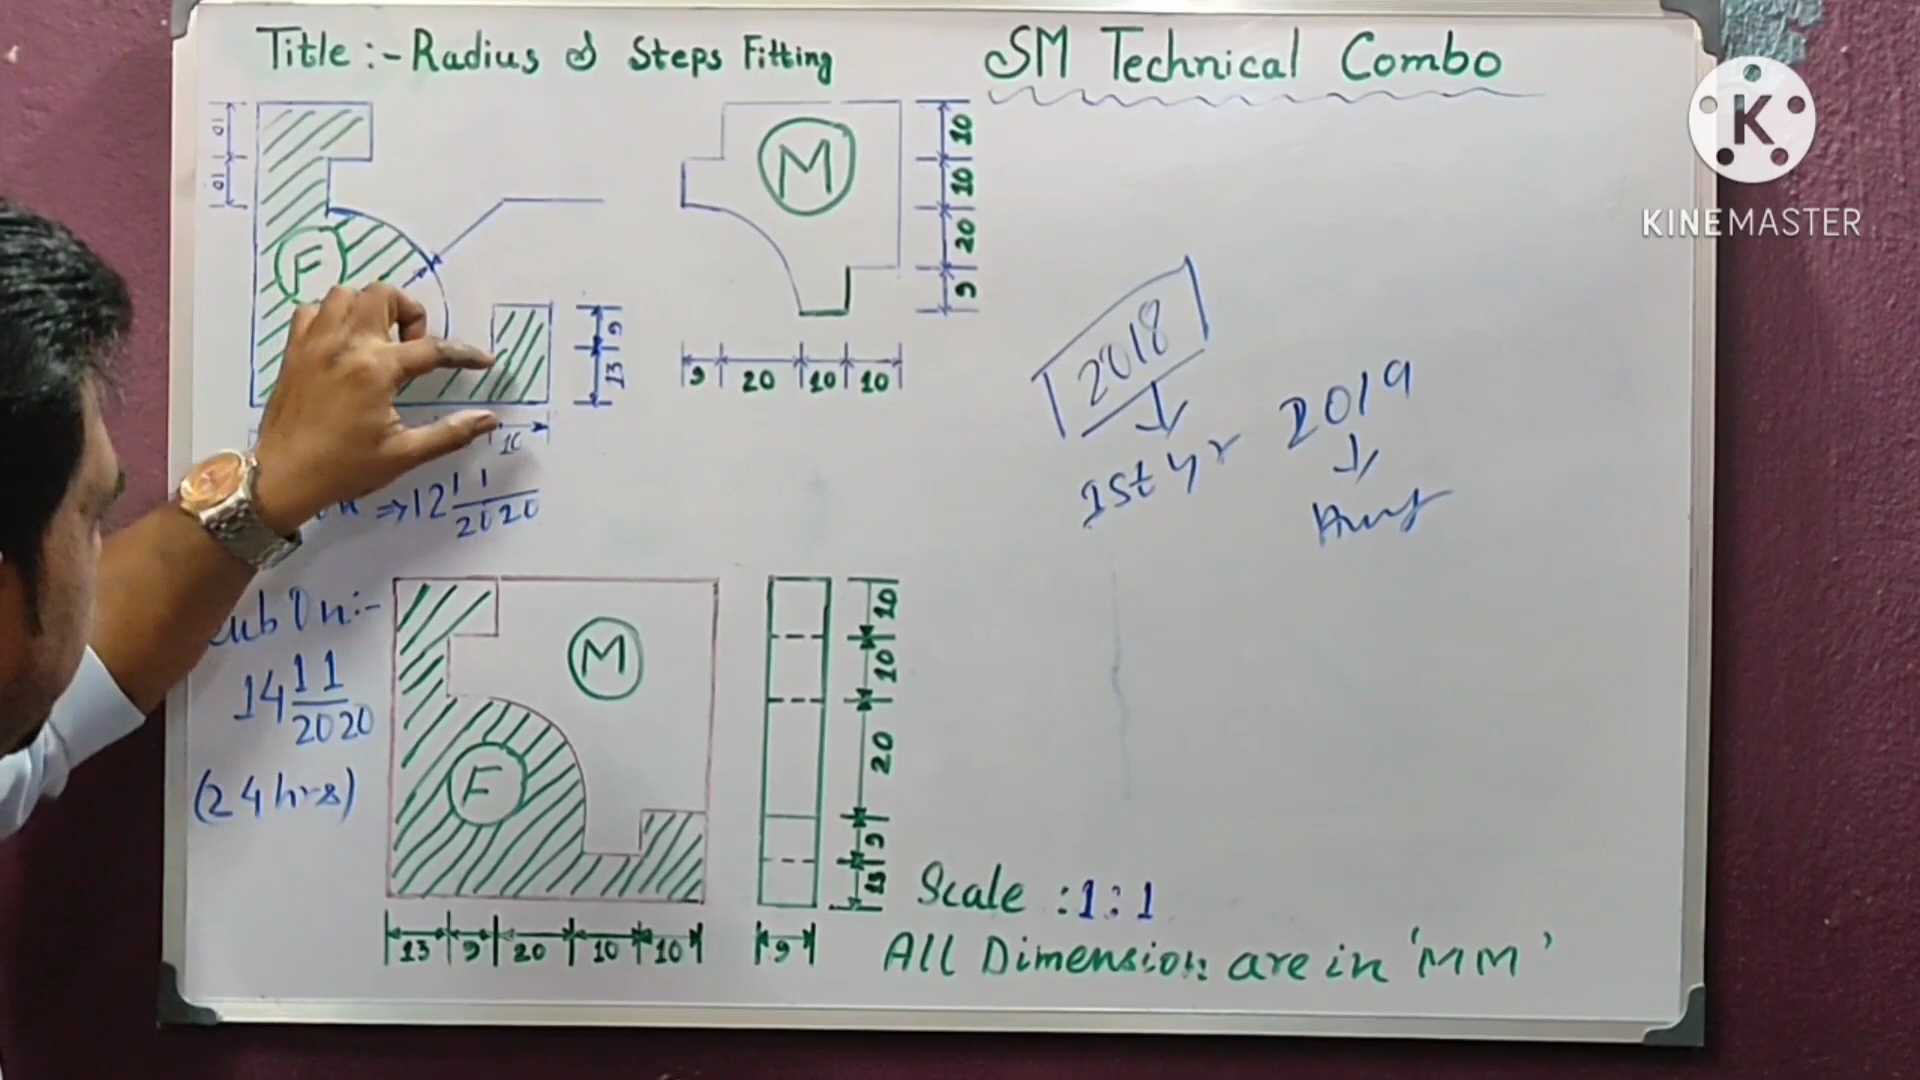 Title :- Radius & Steps Fitting
SM Technical Combo
K
KINEMASTER
10
10
F
9
13
10
M
10
10
20
9
9 20 10 10
2018
1st yr
2019
⇒ 12 11/2020
14 11/2020
(24 hrs)
M
F
13 9 20 10 10
10
10
20
9
13
9
Scale :1:1
All Dimension are in 'MM'